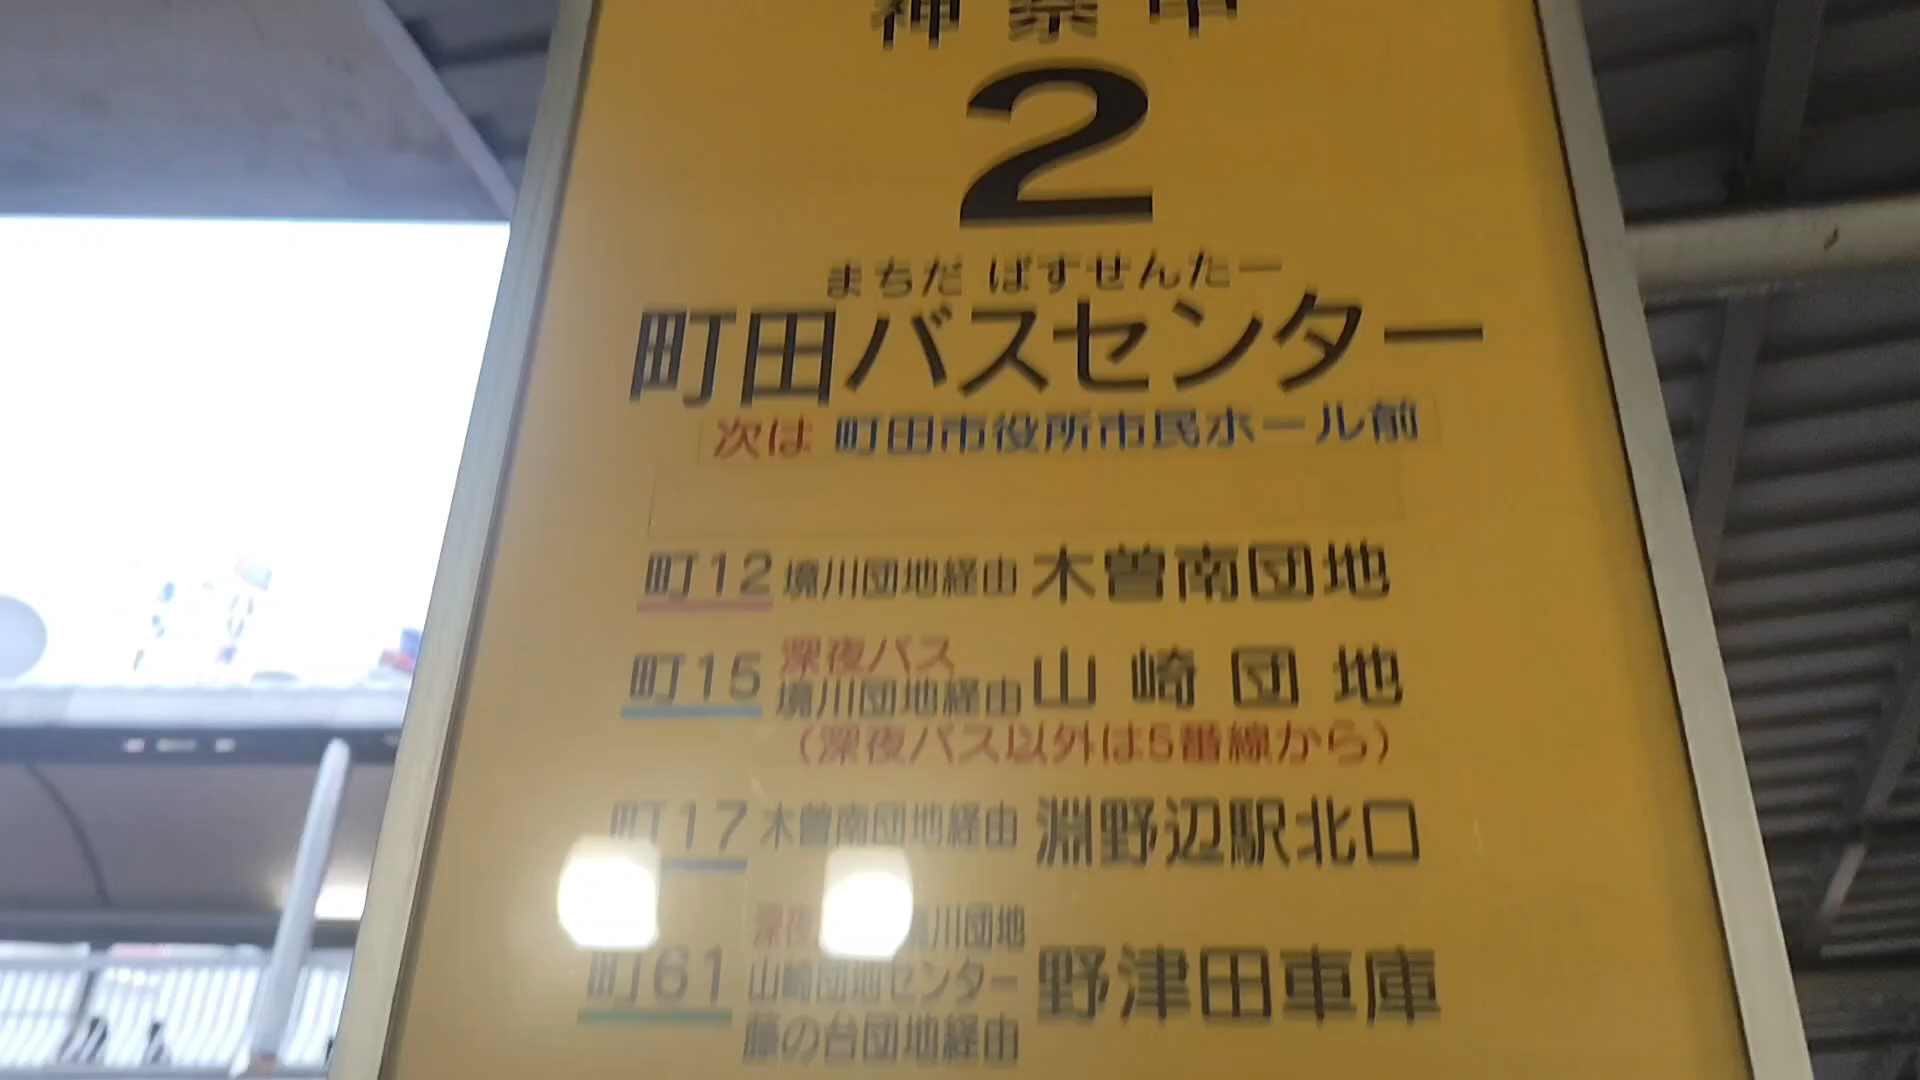 神奈中
2
まちだ ばすせんたー
町田バスセンター
次は 町田市役所市民ホール前
町12 境川団地経由 木曽南団地
町15 深夜バス 境川団地経由 山崎団地
(深夜バス以外は5番線から)
町17 木曽南団地経由 淵野辺駅北口
町61 深夜 境川団地 山崎団地センター 藤の台団地経由 野津田車庫